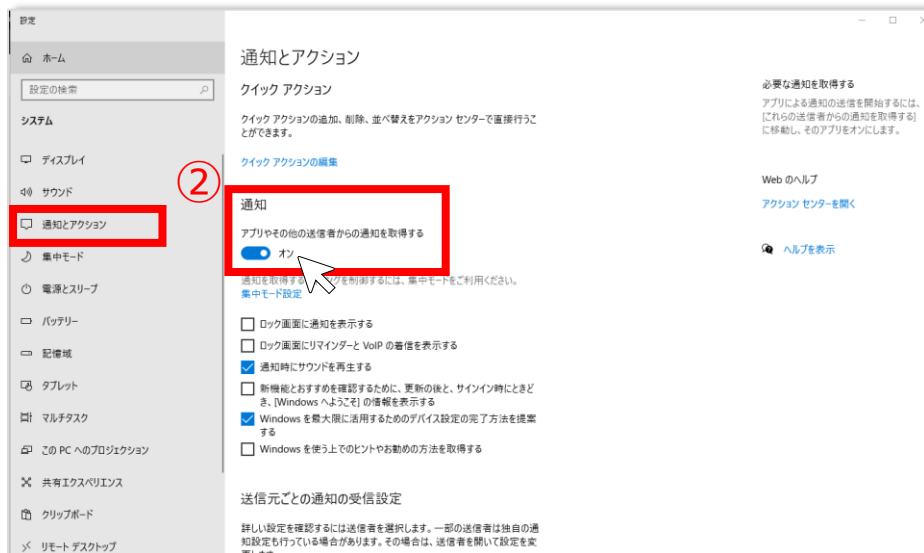 設定
ホーム
設定の検索
システム
ディスプレイ
サウンド
通知とアクション
集中モード
電源とスリープ
バッテリー
記憶域
タブレット
マルチタスク
この PC へのプロジェクション
共有エクスペリエンス
クリップボード
リモート デスクトップ
②
通知とアクション
クイック アクション
クイック アクションの追加、削除、並べ替えをアクション センターで直接行うこ
とができます。
クイック アクションの編集
通知
アプリやその他の送信者からの通知を取得する
オン
通知を取得する
グを制御するには、集中モードをご利用ください。
集中モード設定
ロック画面に通知を表示する
ロック画面にリマインダーと VoIP の着信を表示する
通知時にサウンドを再生する
新機能とおすすめを確認するために、更新の後と、サインイン時にときど
き、[Windows へようこそ] の情報を表示する
Windows を最大限に活用するためのデバイス設定の完了方法を提案
する
Windows を使う上でのヒントやお勧めの方法を取得する
送信元ごとの通知の受信設定
詳しい設定を確認するには送信者を選択します。一部の送信者は独自の通
知設定も行っている場合があります。その場合は、送信者を開いて設定を変
更します。
必要な通知を取得する
アプリによる通知の送信を開始するには、
[これらの送信者からの通知を取得する]
に移動し、そのアプリをオンにします。
Web のヘルプ
アクション センターを開く
ヘルプを表示